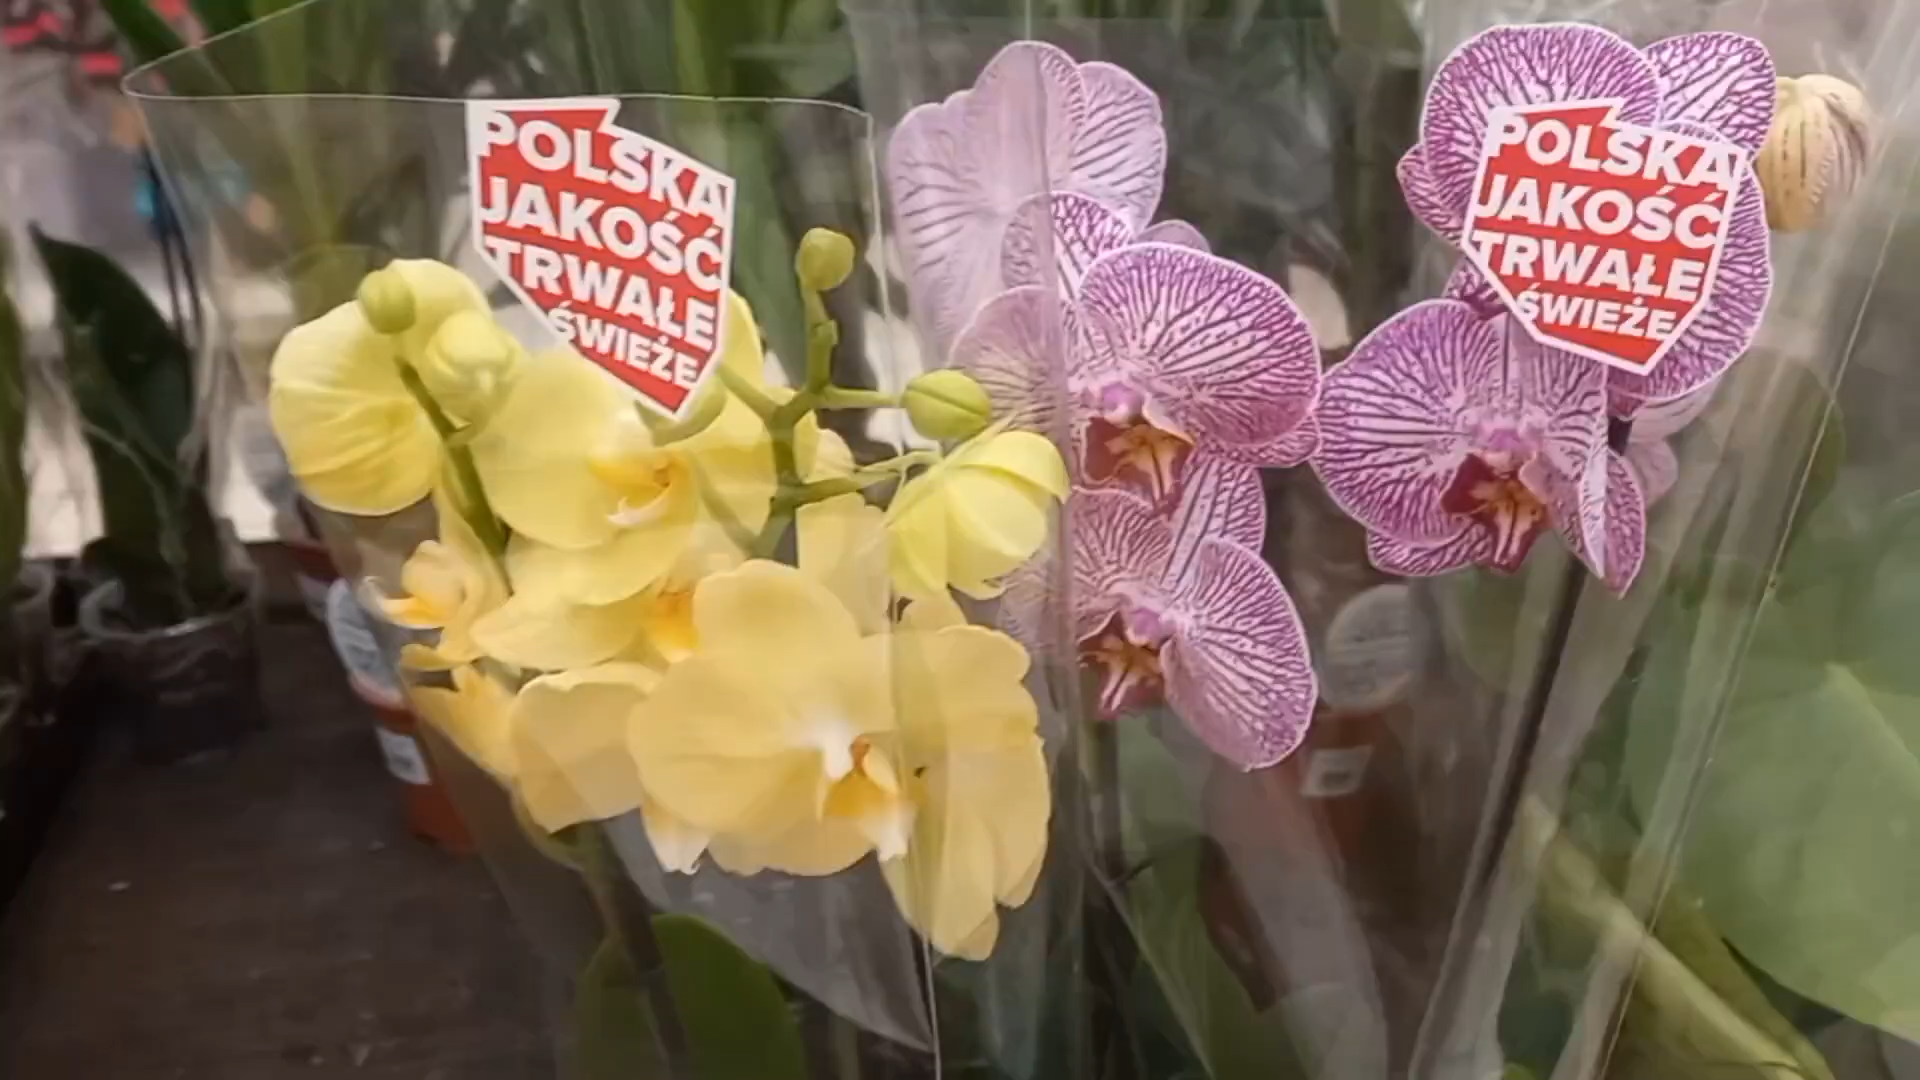 POLSKA
JAKOŚĆ
TRWAŁE
ŚWIEŻE
POLSKA
JAKOŚĆ
TRWAŁE
ŚWIEŻE